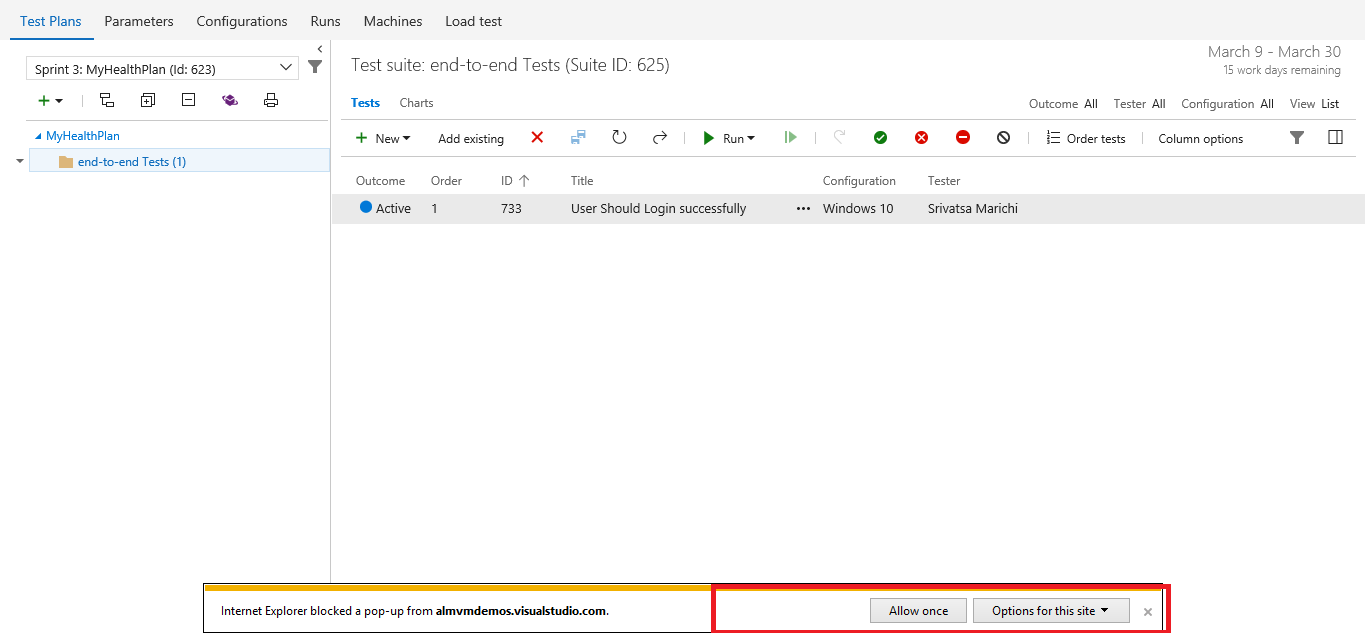 Test Plans Parameters Configurations Runs Machines Load test
Sprint 3: MyHealthPlan (Id: 623)
MyHealthPlan
end-to-end Tests (1)
Test suite: end-to-end Tests (Suite ID: 625)
March 9 - March 30
15 work days remaining
Tests Charts
Outcome All Tester All Configuration All View List
New Add existing Run Order tests Column options
Outcome Order ID Title Configuration Tester
Active 1 733 User Should Login successfully ••• Windows 10 Srivatsa Marichi
Internet Explorer blocked a pop-up from almvmdemos.visualstudio.com. Allow once Options for this site